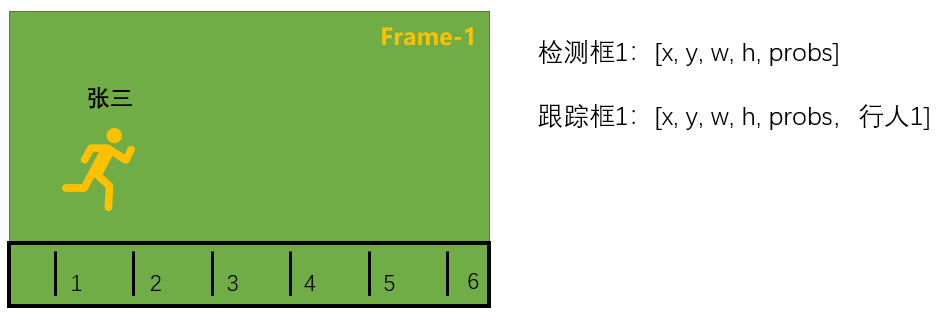 Frame-1
张三
1 2 3 4 5 6
检测框1：[x, y, w, h, probs]
跟踪框1：[x, y, w, h, probs，行人1]